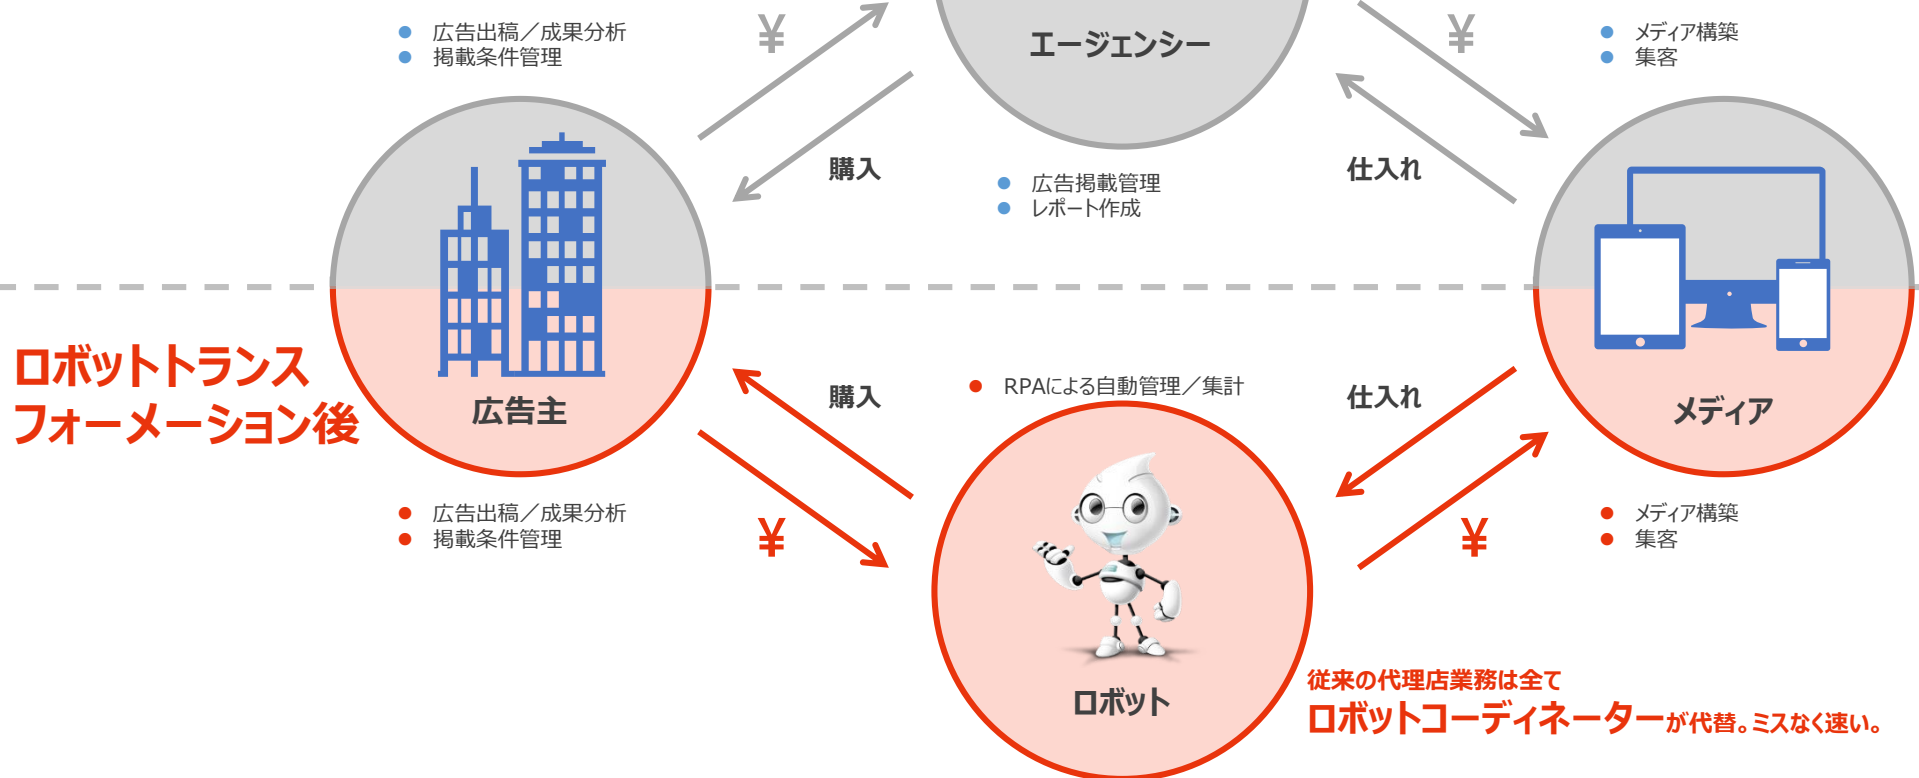 広告出稿／成果分析
掲載条件管理
¥
エージェンシー
¥
メディア構築
集客
購入
仕入れ
広告掲載管理
レポート作成
ロボットトランス
フォーメーション後
広告主
購入
RPAによる自動管理／集計
仕入れ
メディア
広告出稿／成果分析
掲載条件管理
¥
¥
メディア構築
集客
ロボット
従来の代理店業務は全て
ロボットコーディネーターが代替。ミスなく速い。